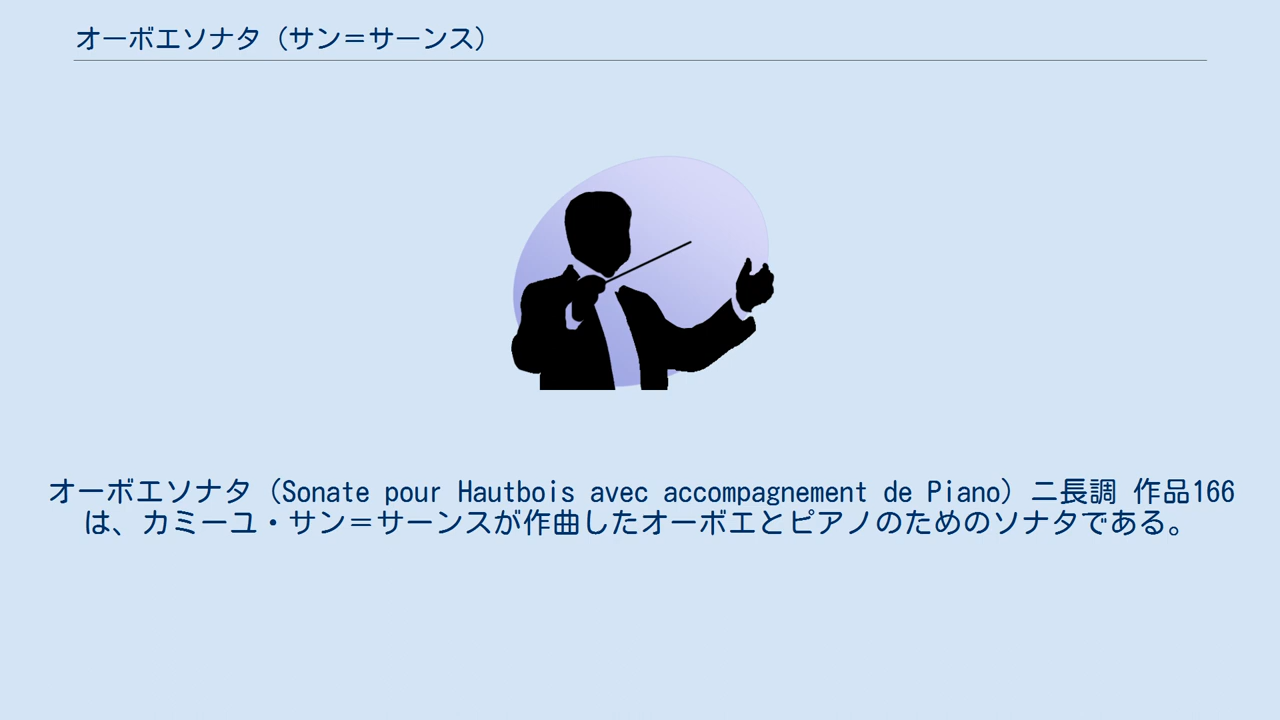 オーボエソナタ（サン＝サーンス）
オーボエソナタ（Sonate pour Hautbois avec accompagnement de Piano）ニ長調 作品166
は、カミーユ・サン＝サーンスが作曲したオーボエとピアノのためのソナタである。